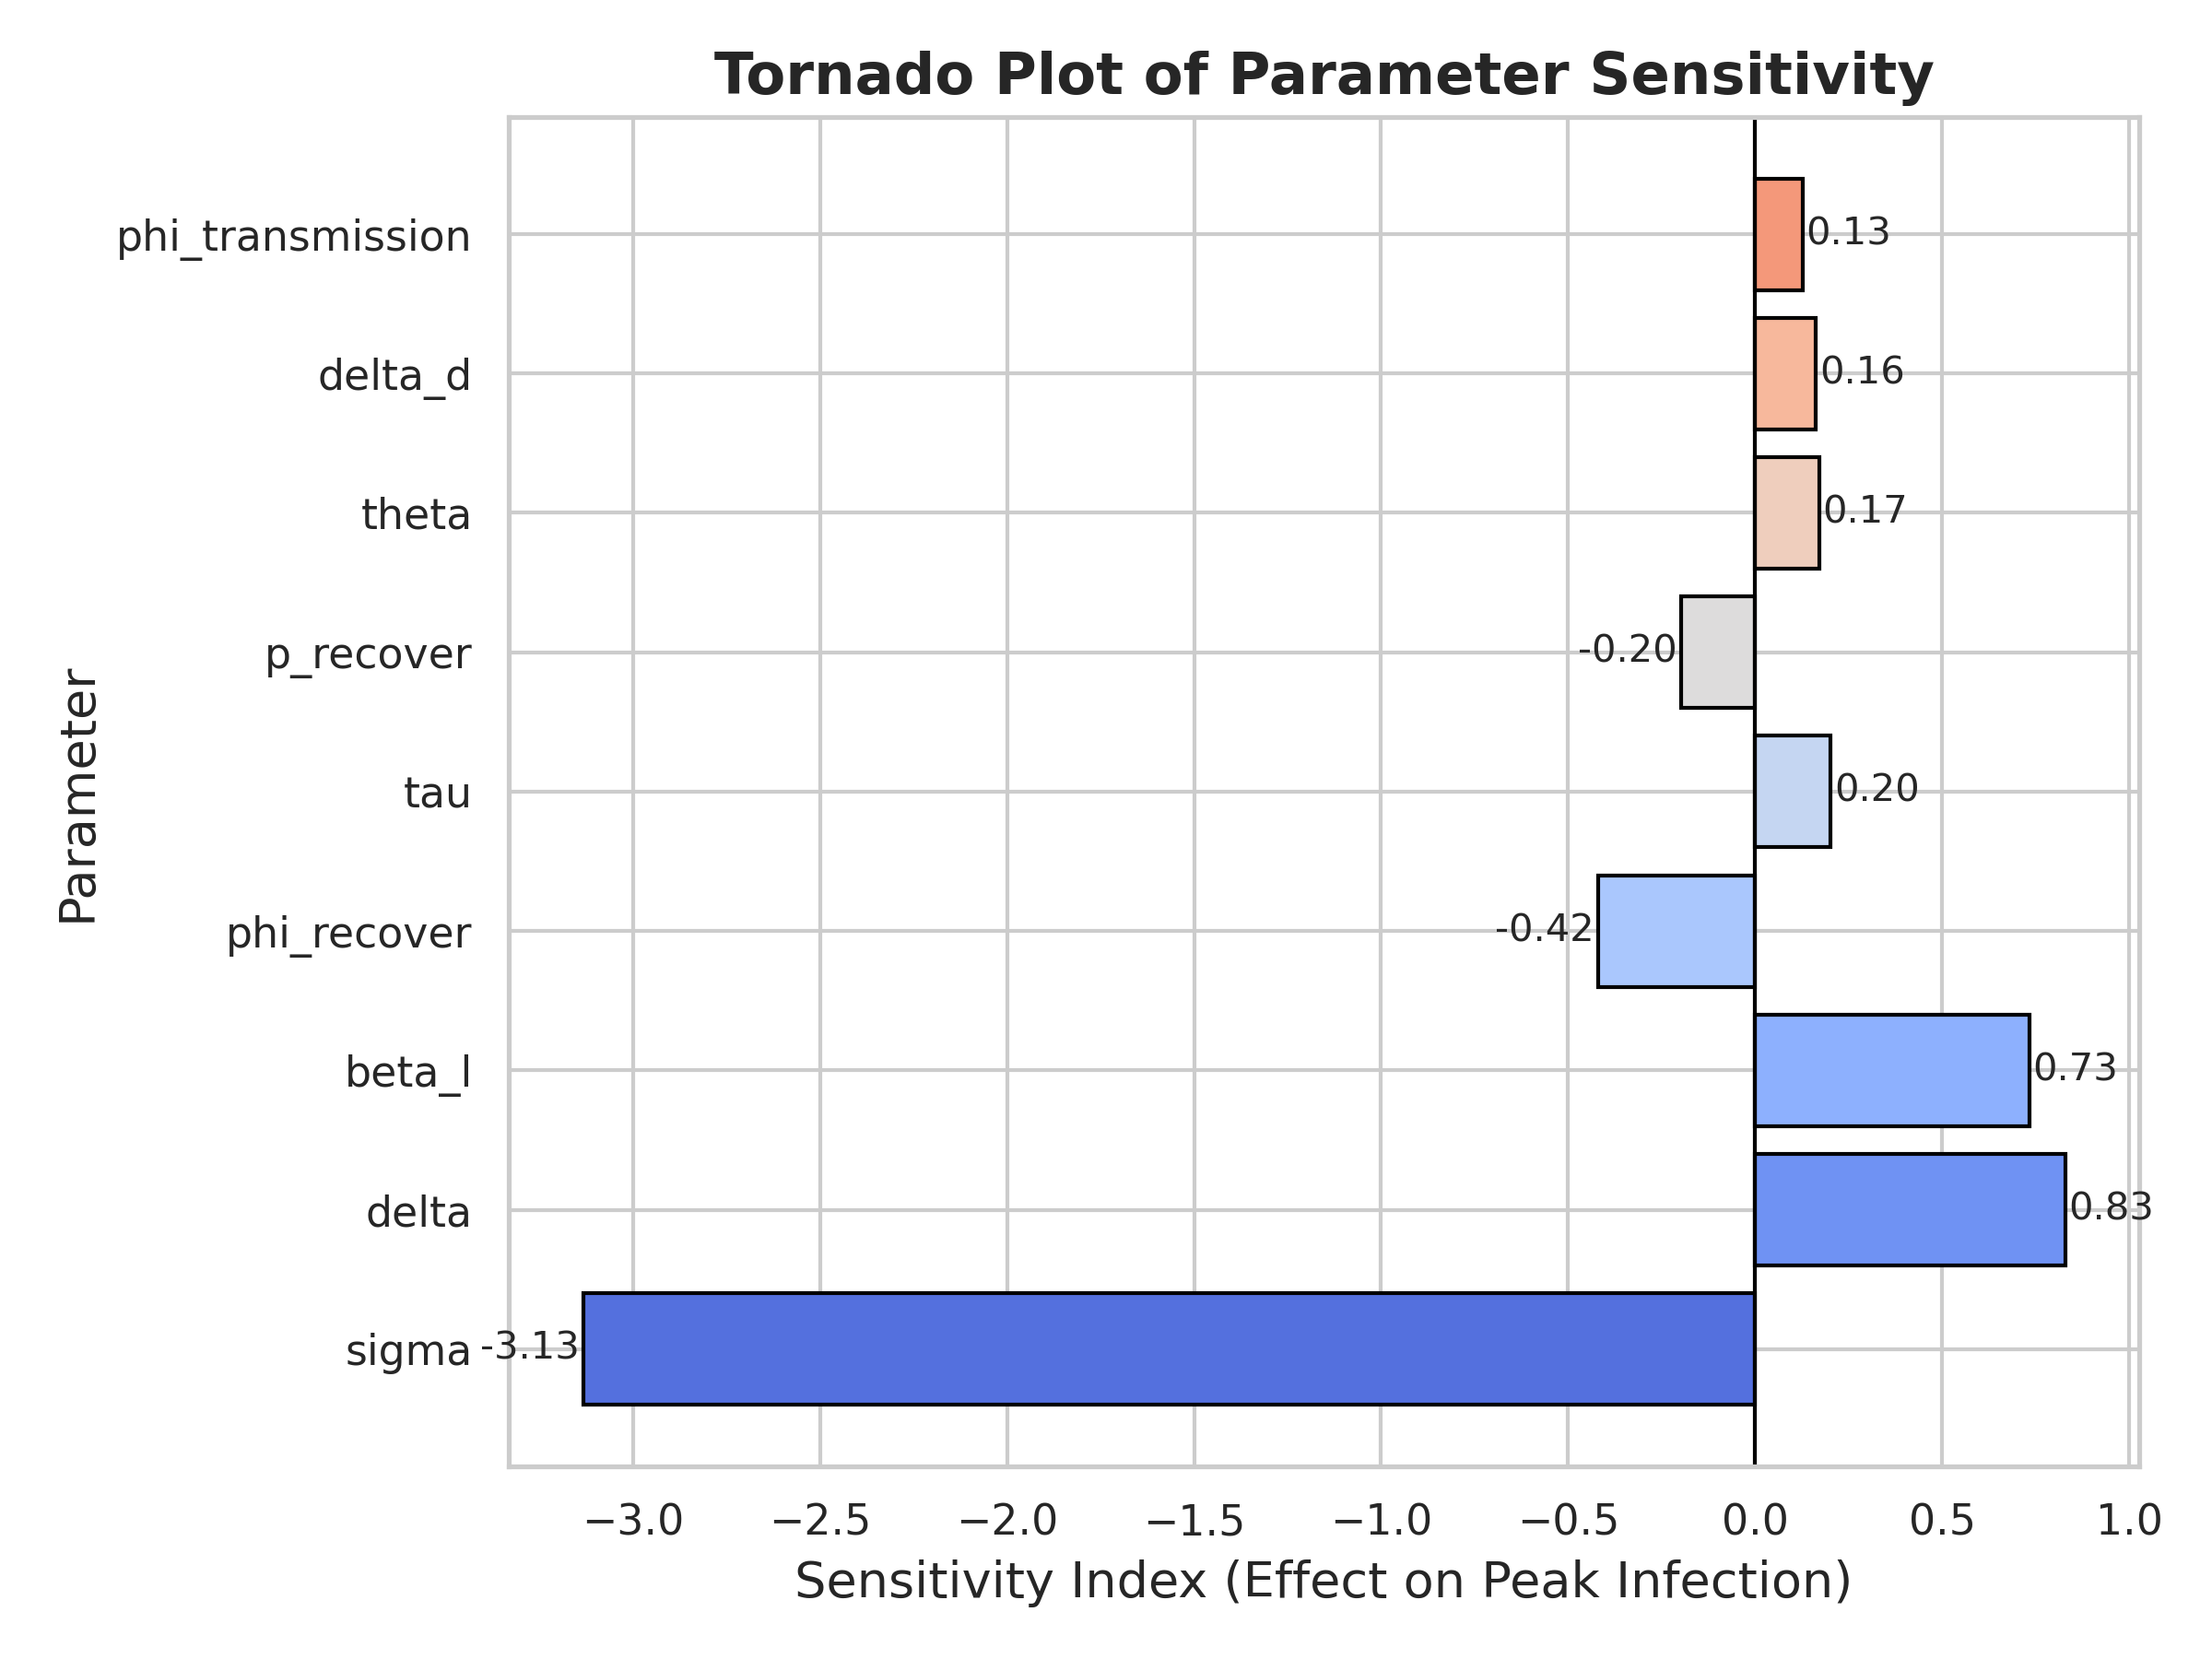 Tornado Plot of Parameter Sensitivity
Parameter
phi_transmission 0.13
delta_d 0.16
theta 0.17
p_recover -0.20
tau 0.20
phi_recover -0.42
beta_l 0.73
delta 0.83
sigma -3.13
−3.0 −2.5 −2.0 −1.5 −1.0 −0.5 0.0 0.5 1.0
Sensitivity Index (Effect on Peak Infection)